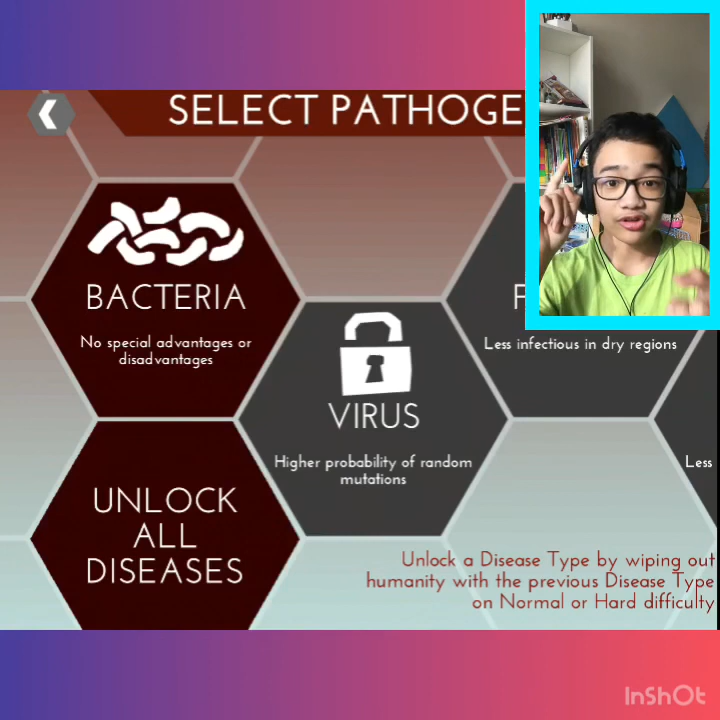 SELECT PATHOGE
BACTERIA
No special advantages or
disadvantages
F
Less infectious in dry regions
VIRUS
Higher probability of random
mutations
Less
UNLOCK
ALL
DISEASES
Unlock a Disease Type by wiping out
humanity with the previous Disease Type
on Normal or Hard difficulty
InShOt